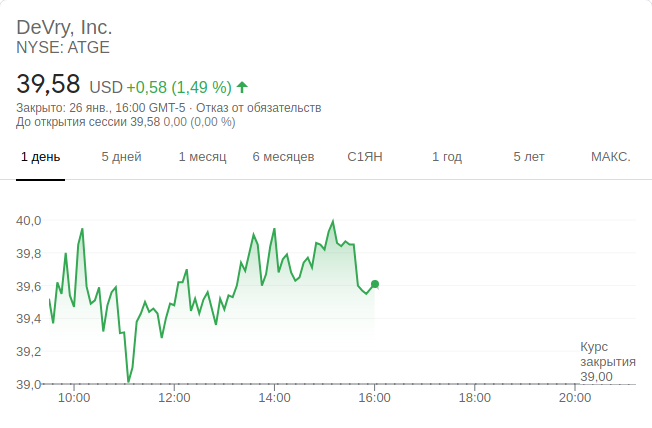 DeVry, Inc.
NYSE: ATGE
39,58 USD +0,58 (1,49 %)
Закрыто: 26 янв., 16:00 GMT-5 · Отказ от обязательств
До открытия сессии 39,58 0,00 (0,00 %)
1 день 5 дней 1 месяц 6 месяцев С1ЯН 1 год 5 лет МАКС.
40,0
39,8
39,6
39,4
39,2
39,0
Курс
закрытия
39,00
10:00 12:00 14:00 16:00 18:00 20:00